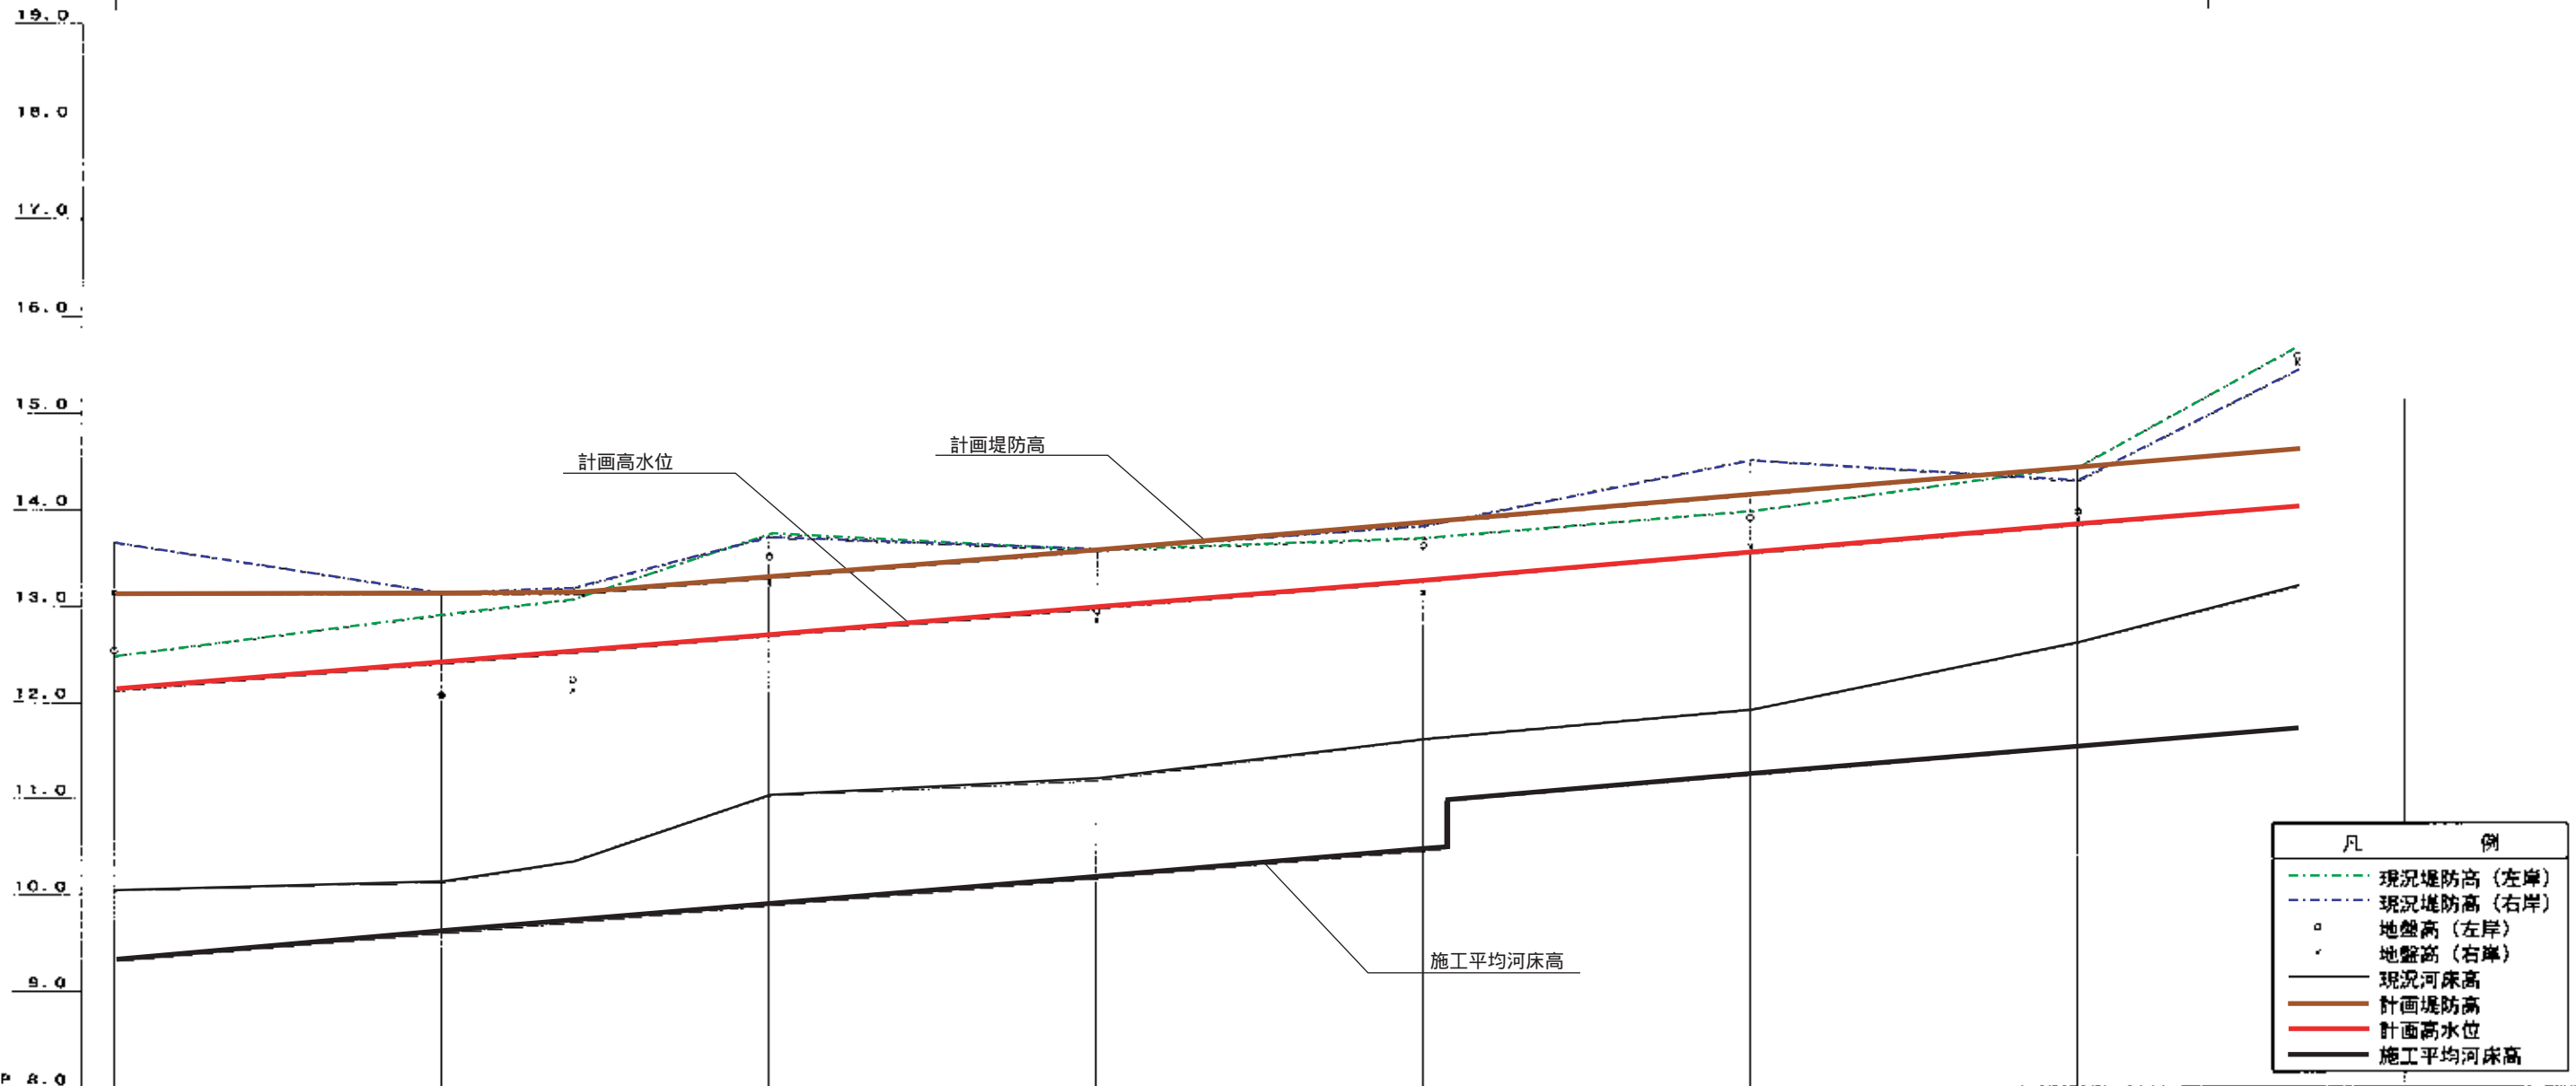 19.0
18.0
17.0
16.0
15.0
14.0
13.0
12.0
11.0
10.0
9.0
P 8.0
計画高水位
計画堤防高
施工平均河床高
凡 例
現況堤防高 (左岸)
現況堤防高 (右岸)
地盤高 (左岸)
地盤高 (右岸)
現況河床高
計画堤防高
計画高水位
施工平均河床高